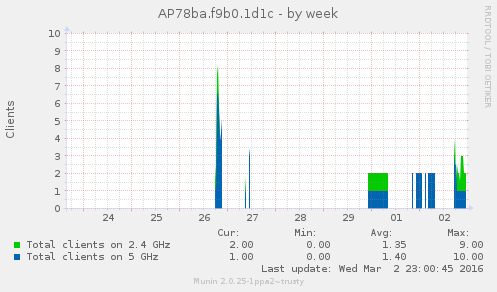 AP78ba.f9b0.1d1c - by week
RRDTOOL / TOBI OETIKER
Clients
10
9
8
7
6
5
4
3
2
1
0
24 25 26 27 28 29 01 02
Cur: Min: Avg: Max:
Total clients on 2.4 GHz 2.00 0.00 1.35 9.00
Total clients on 5 GHz 1.00 0.00 1.40 10.00
Last update: Wed Mar 2 23:00:45 2016
Munin 2.0.25-1ppa2~trusty